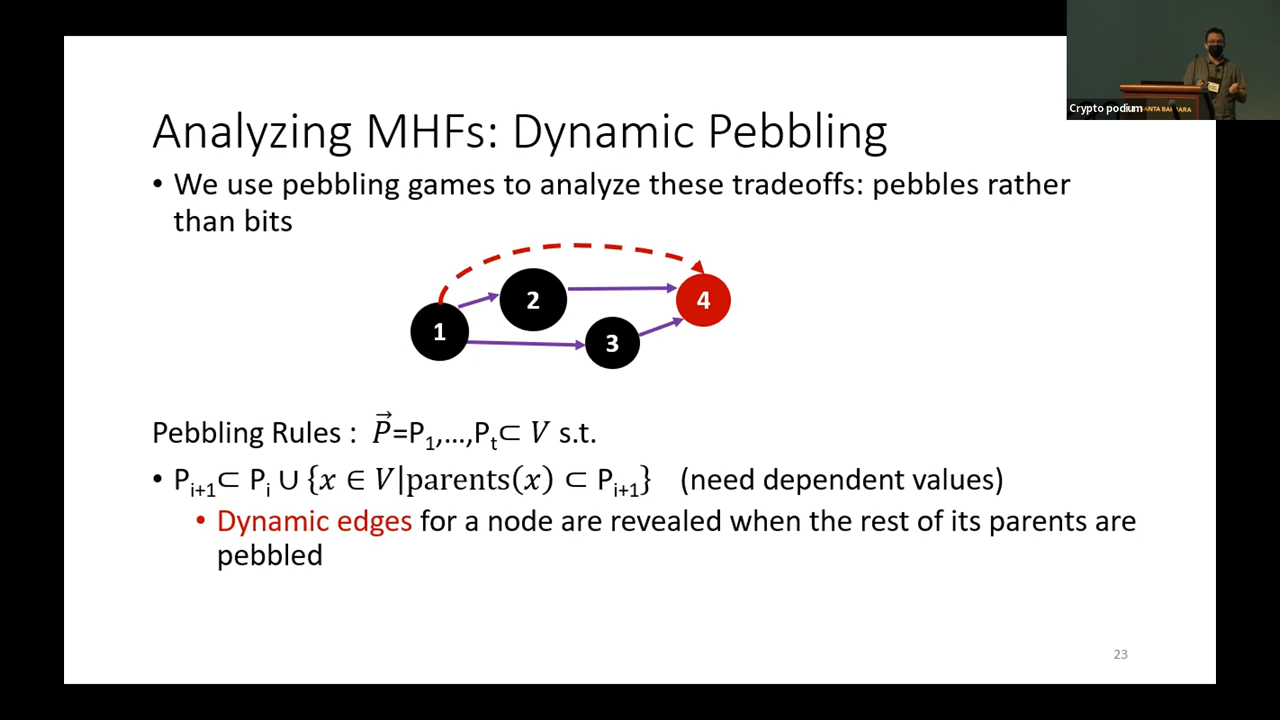 Crypto podium
Analyzing MHFs: Dynamic Pebbling
• We use pebbling games to analyze these tradeoffs: pebbles rather
than bits
1
2
3
4
Pebbling Rules : P⃗=P₁,...,Pₜ⊂ V s.t.
• Pᵢ₊₁⊂ Pᵢ ∪ {x ∈ V|parents(x) ⊂ Pᵢ₊₁} (need dependent values)
• Dynamic edges for a node are revealed when the rest of its parents are
pebbled
23